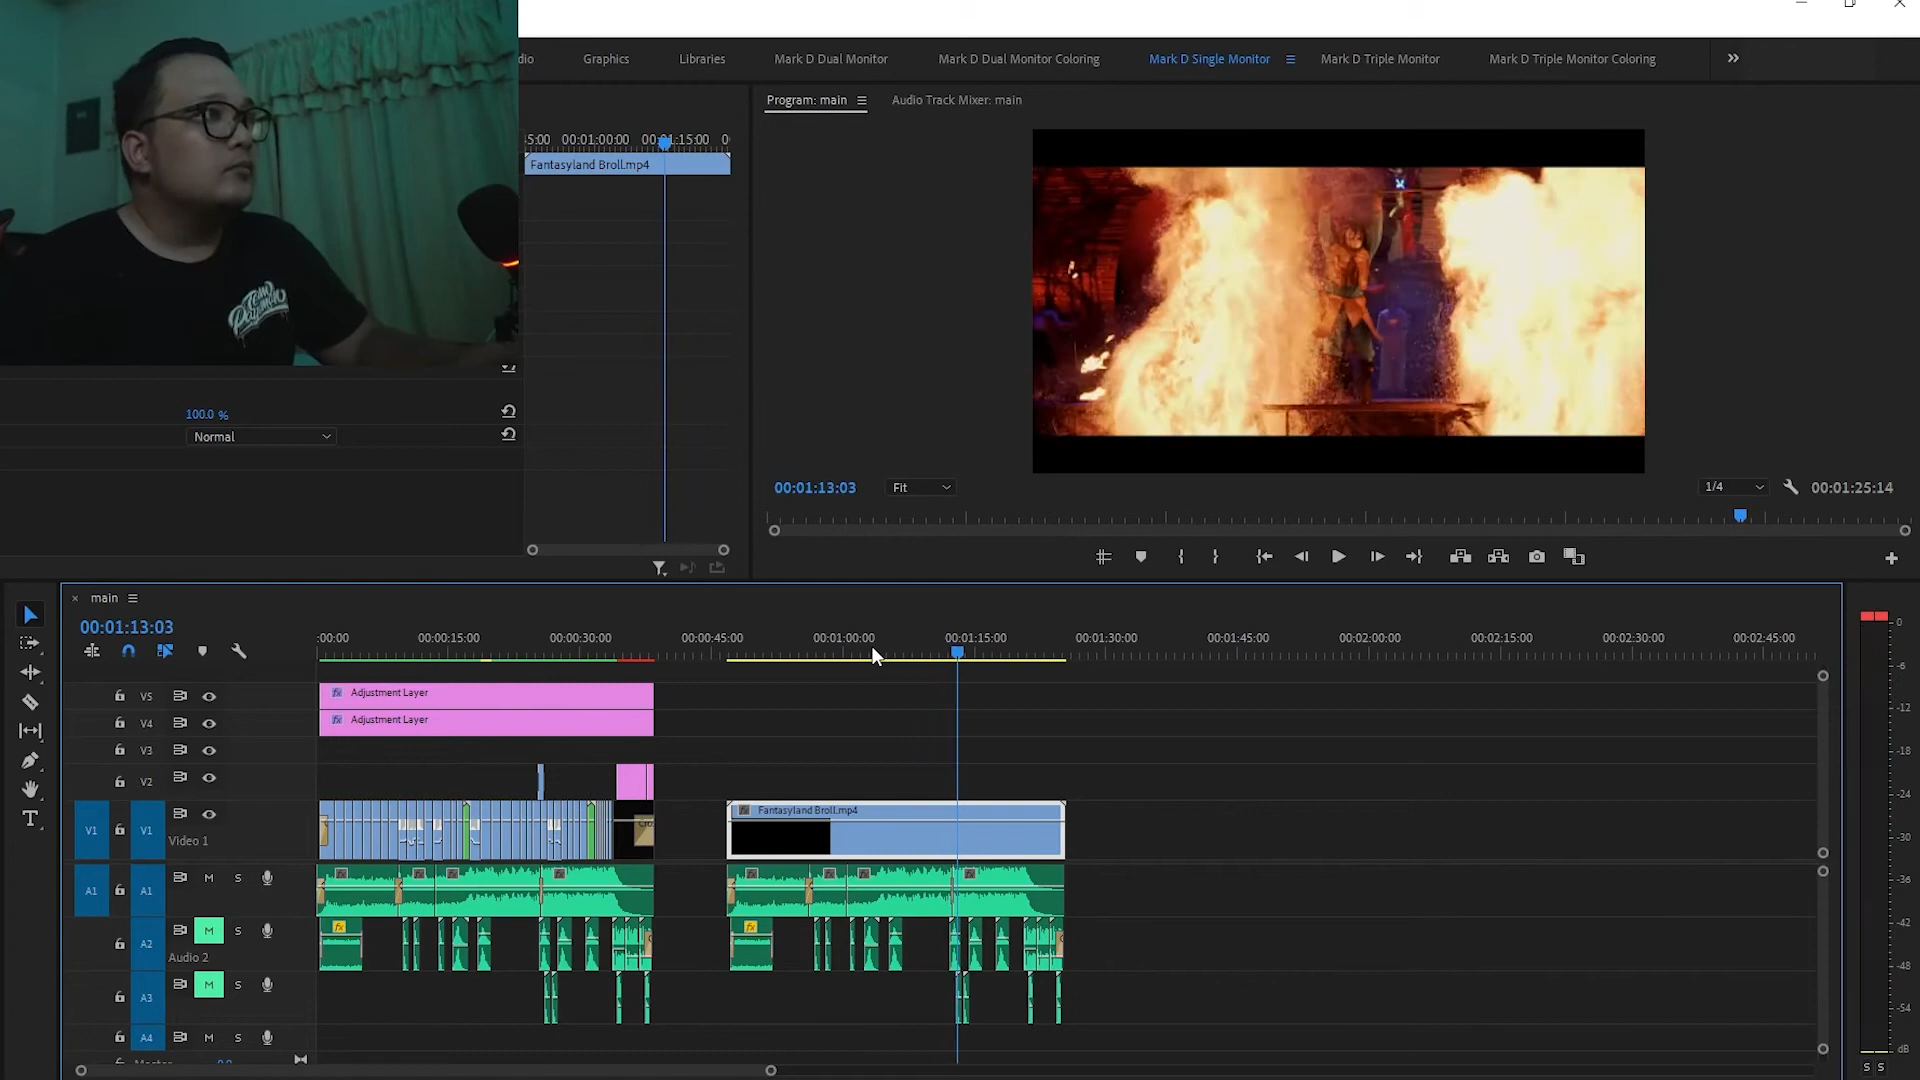 dio Graphics Libraries Mark D Dual Monitor Mark D Dual Monitor Coloring Mark D Single Monitor Mark D Triple Monitor Mark D Triple Monitor Coloring
Program: main Audio Track Mixer: main
00:01:00:00 00:01:15:00
Fantasyland Broll.mp4
100.0 %
Normal
00:01:13:03 Fit 1/4 00:01:25:14
main
00:01:13:03
:00:00 00:00:15:00 00:00:30:00 00:00:45:00 00:01:00:00 00:01:15:00 00:01:30:00 00:01:45:00 00:02:00:00 00:02:15:00 00:02:30:00 00:02:45:00
V5 fx Adjustment Layer
V4 fx Adjustment Layer
V3
V2
V1 V1 Video 1
fx Fantasyland Broll.mp4
A1 A1 M S
A2 M S
Audio 2
A3 M S
A4 M S
0 -6 -12 -18 -24 -30 -36 -42 -48 -54 dB
S S